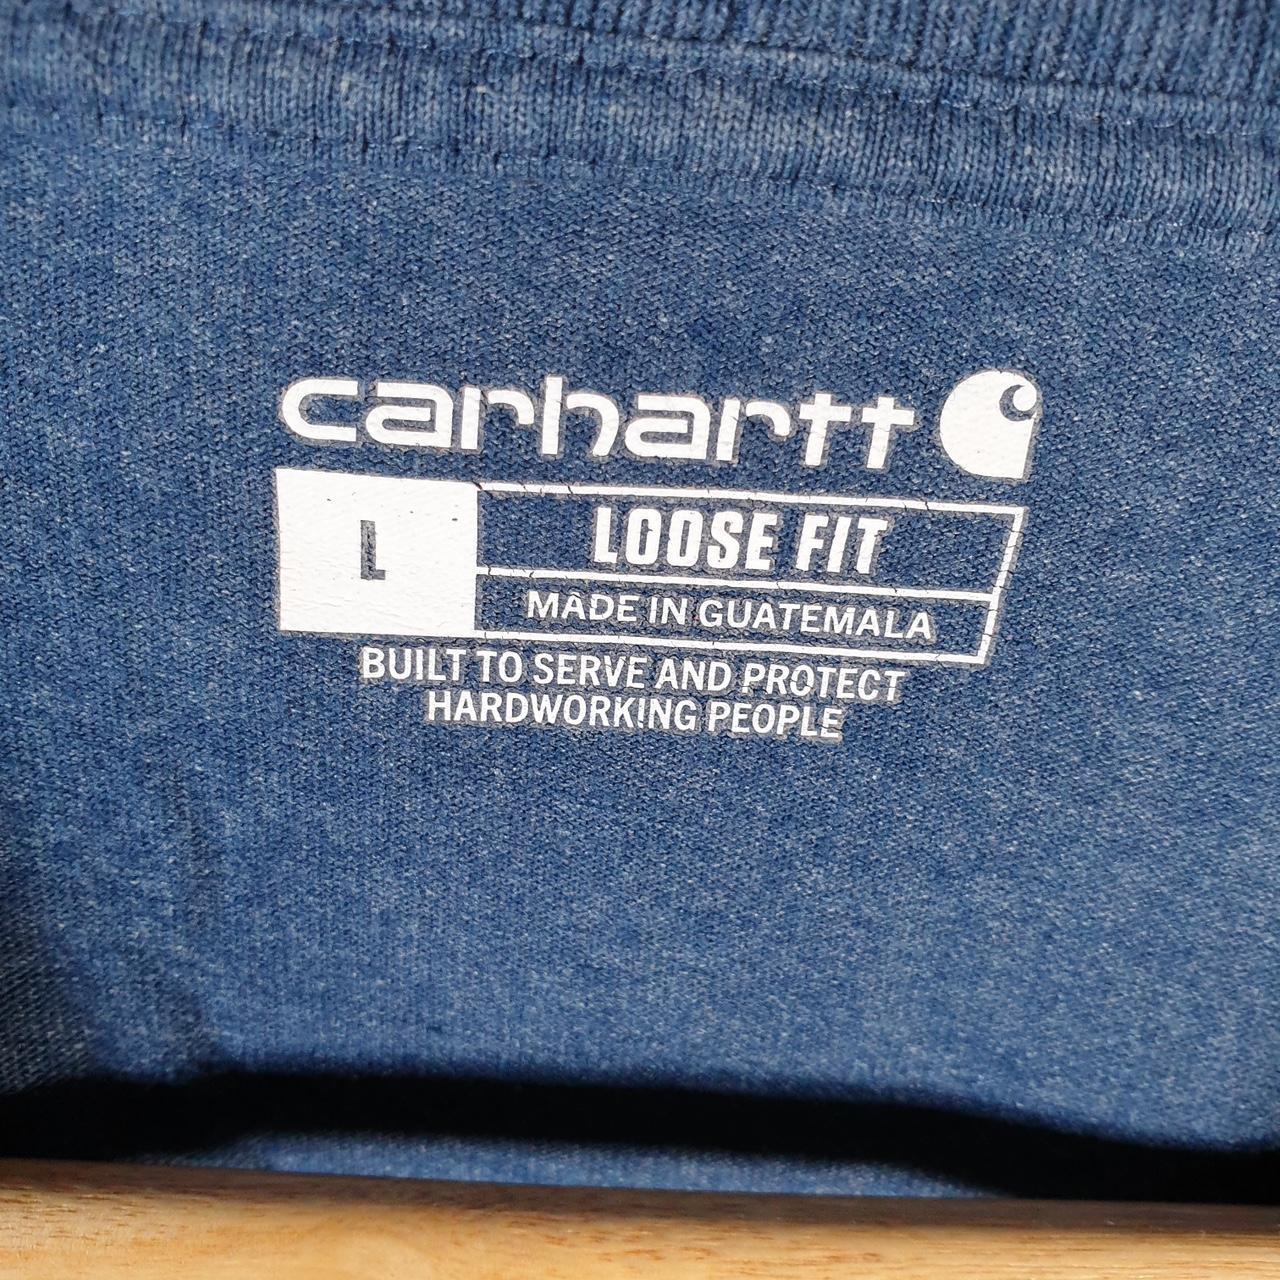 carhartt
L
LOOSE FIT
MADE IN GUATEMALA
BUILT TO SERVE AND PROTECT
HARDWORKING PEOPLE